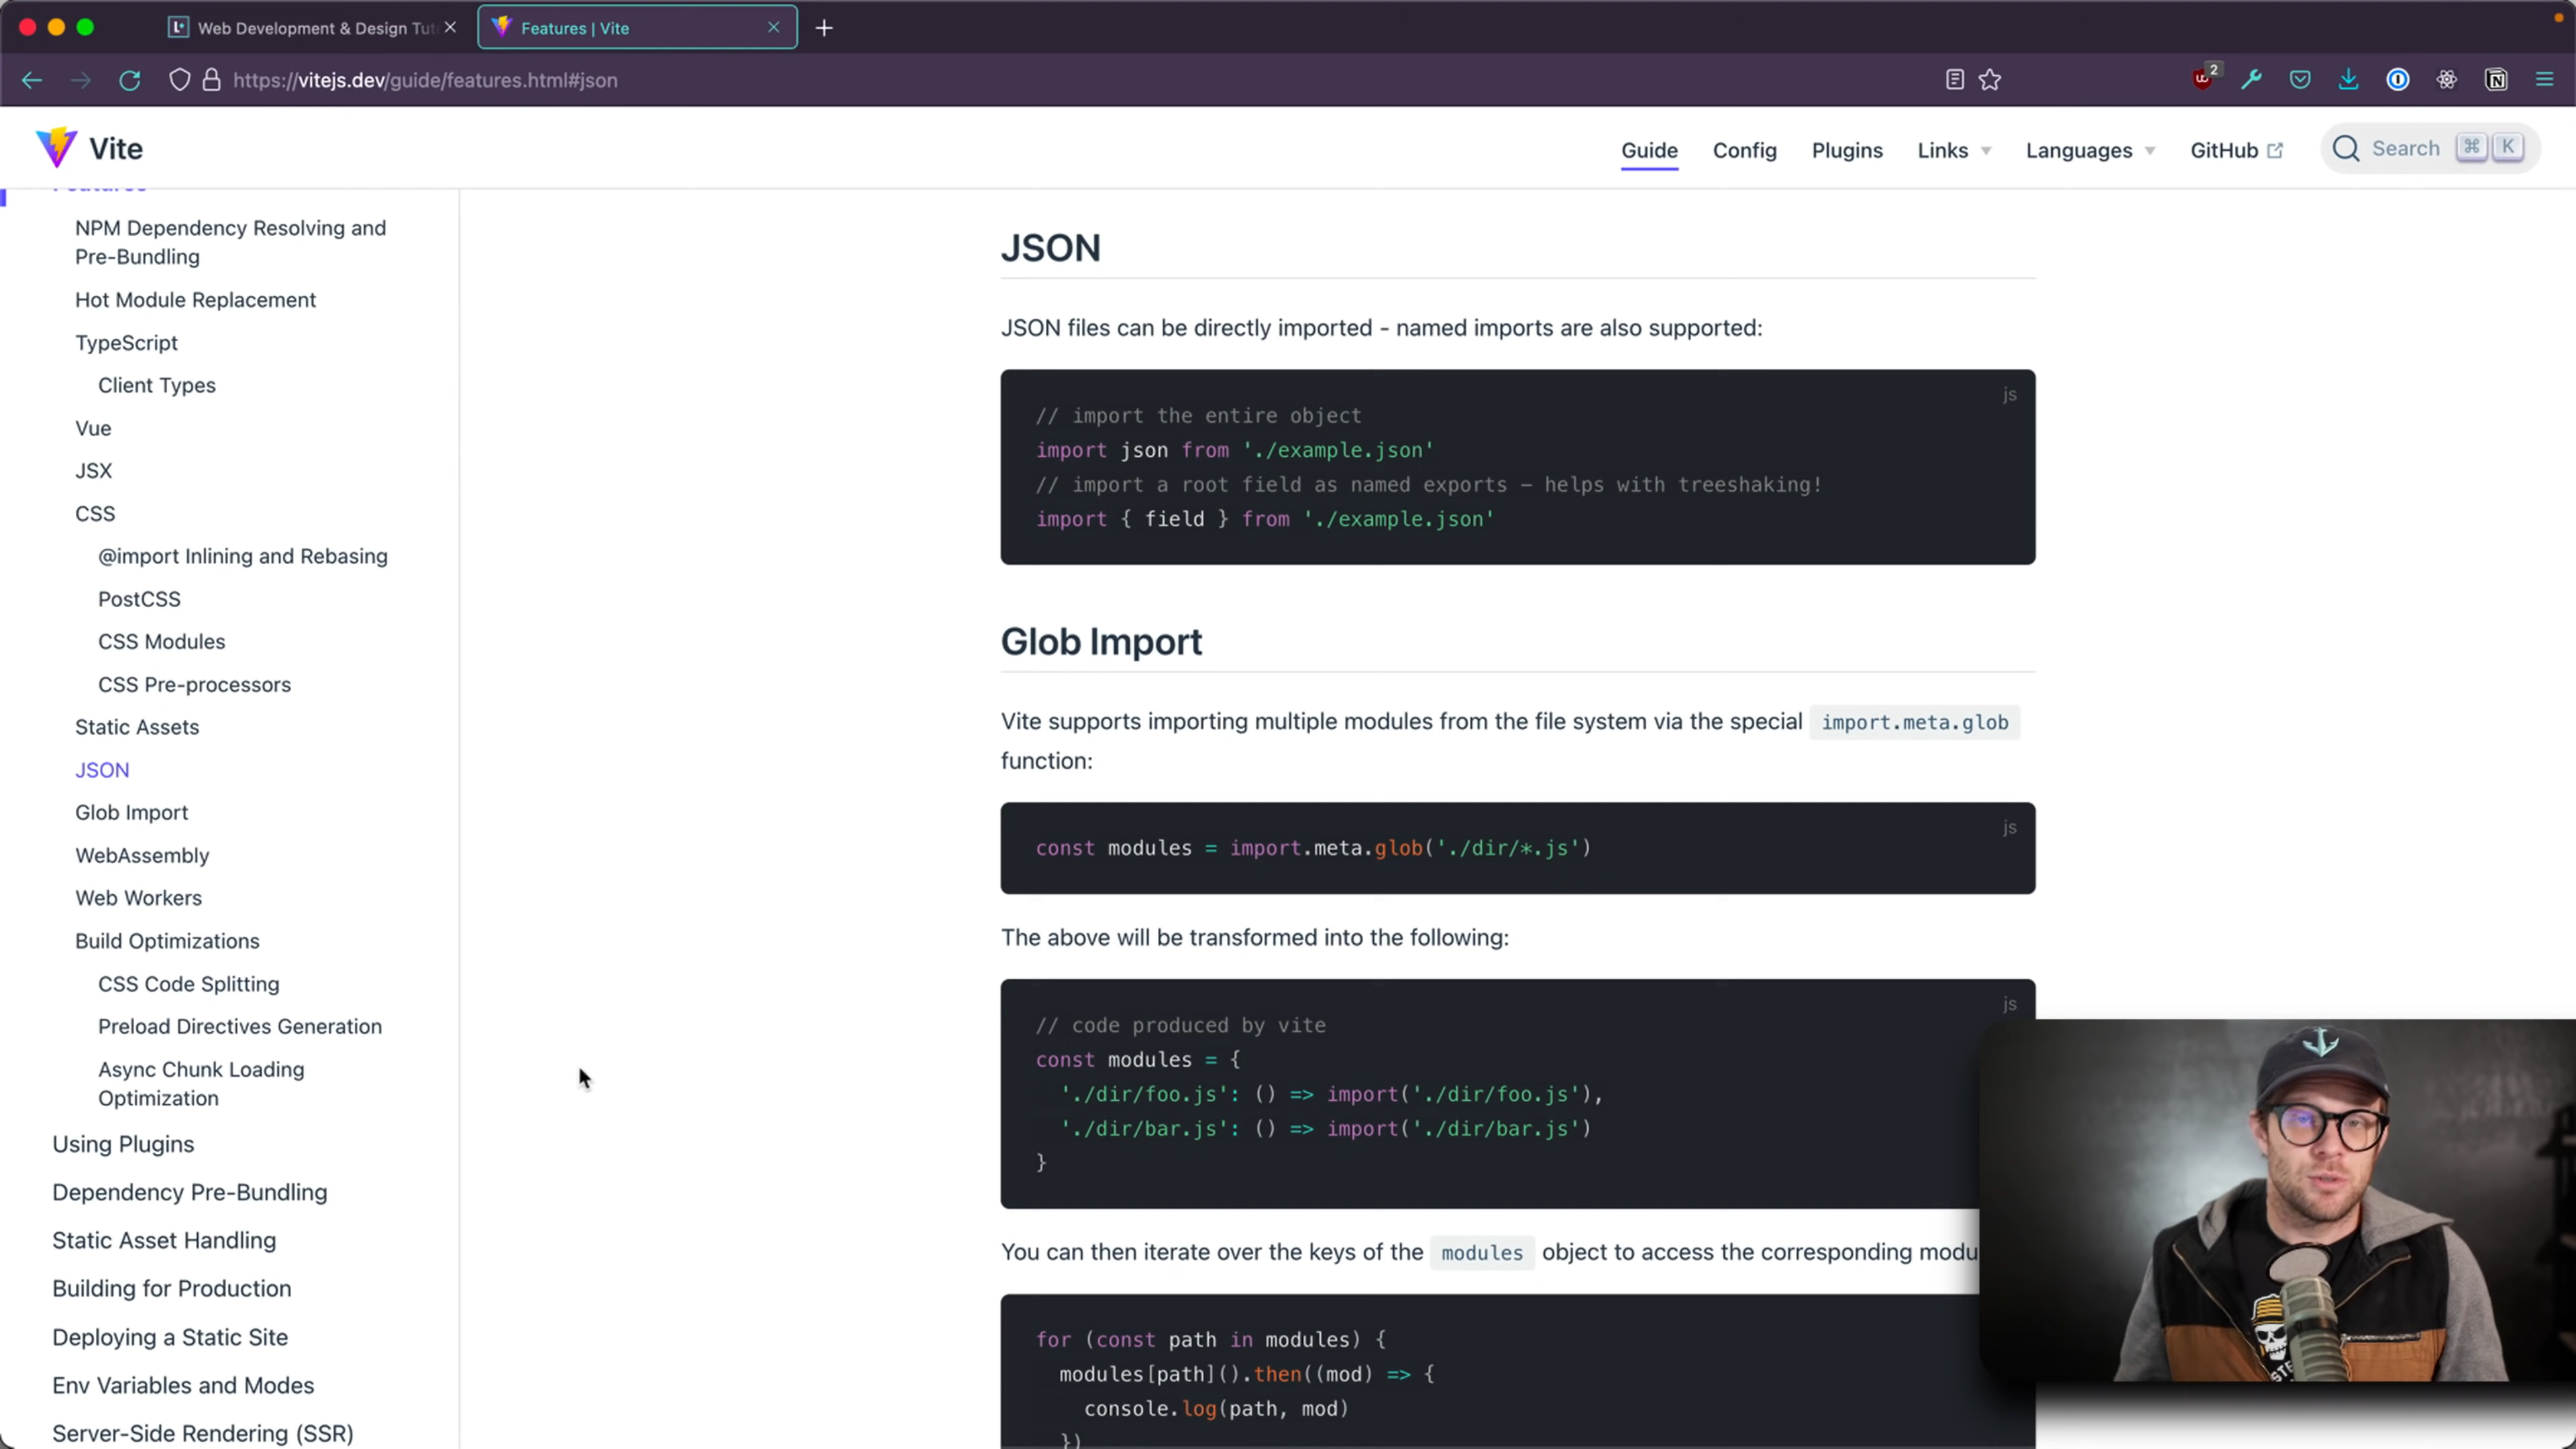 Web Development & Design Tut
Features | Vite
https://vitejs.dev/guide/features.html#json
2
Vite
Guide
Config
Plugins
Links
Languages
GitHub
Search
⌘ K
Features
NPM Dependency Resolving and
Pre-Bundling
Hot Module Replacement
TypeScript
Client Types
Vue
JSX
CSS
@import Inlining and Rebasing
PostCSS
CSS Modules
CSS Pre-processors
Static Assets
JSON
Glob Import
WebAssembly
Web Workers
Build Optimizations
CSS Code Splitting
Preload Directives Generation
Async Chunk Loading
Optimization
Using Plugins
Dependency Pre-Bundling
Static Asset Handling
Building for Production
Deploying a Static Site
Env Variables and Modes
Server-Side Rendering (SSR)
JSON
JSON files can be directly imported - named imports are also supported:
js
// import the entire object
import json from './example.json'
// import a root field as named exports – helps with treeshaking!
import { field } from './example.json'
Glob Import
Vite supports importing multiple modules from the file system via the special import.meta.glob
function:
js
const modules = import.meta.glob('./dir/*.js')
The above will be transformed into the following:
js
// code produced by vite
const modules = {
'./dir/foo.js': () => import('./dir/foo.js'),
'./dir/bar.js': () => import('./dir/bar.js')
}
You can then iterate over the keys of the modules object to access the corresponding modu
for (const path in modules) {
modules[path]().then((mod) => {
console.log(path, mod)
})